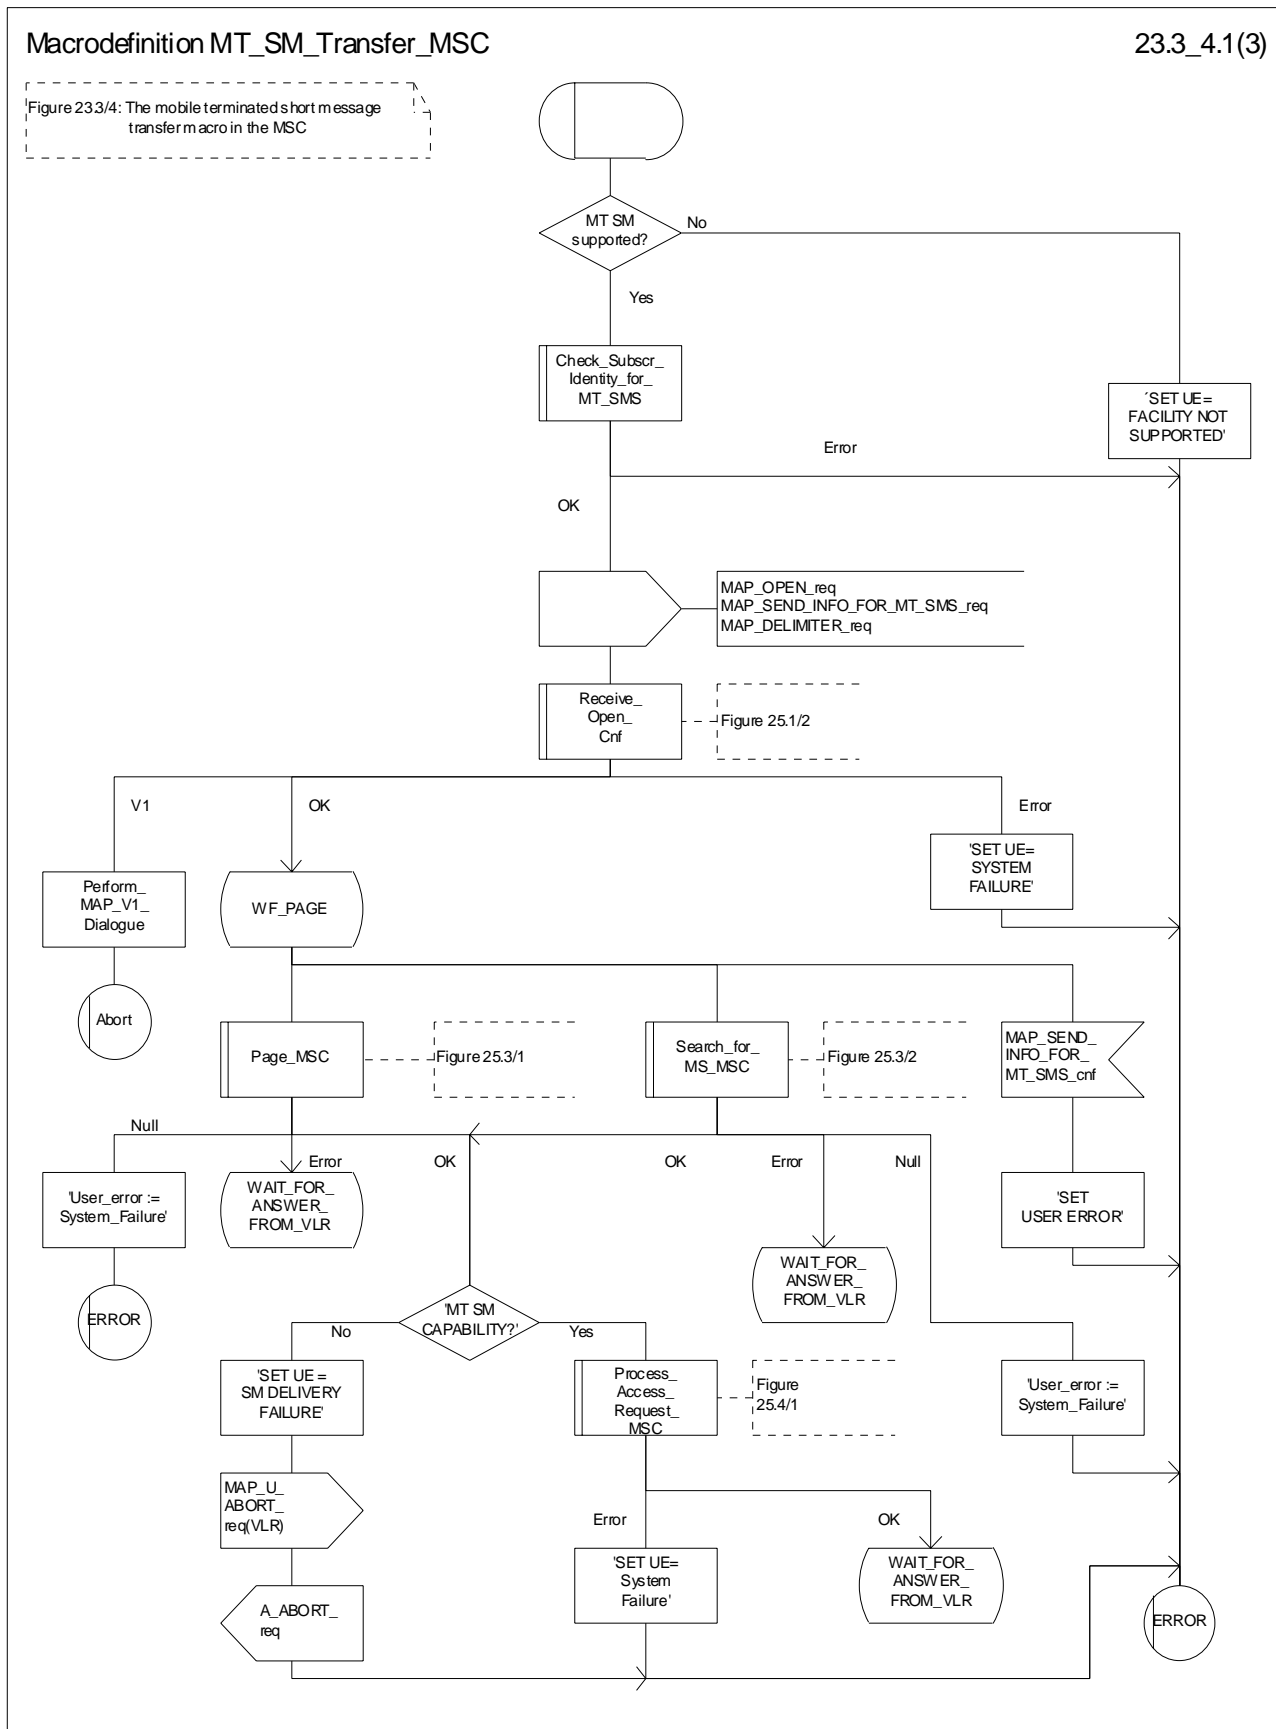 Macrodefinition MT_SM_Transfer_MSC
23.3_4.1(3)
Figure 23.3/4: The mobile terminated short message
transfer macro in the MSC
MT SM
supported?
No
Yes
Check_Subscr_
Identity_for_
MT_SMS
´SET UE=
FACILITY NOT
SUPPORTED'
Error
OK
MAP_OPEN_req
MAP_SEND_INFO_FOR_MT_SMS_req
MAP_DELIMITER_req
Receive_
Open_
Cnf
Figure 25.1/2
V1
OK
Error
'SET UE=
SYSTEM
FAILURE'
Perform_
MAP_V1_
Dialogue
WF_PAGE
Abort
Page_MSC
Figure 25.3/1
Search_for_
MS_MSC
Figure 25.3/2
MAP_SEND_
INFO_FOR_
MT_SMS_cnf
Null
Error
OK
OK
Error
Null
'User_error :=
System_Failure'
WAIT_FOR_
ANSWER_
FROM_VLR
'SET
USER ERROR'
WAIT_FOR_
ANSWER_
FROM_VLR
ERROR
'MT SM
CAPABILITY?'
No
Yes
'SET UE =
SM DELIVERY
FAILURE'
Process_
Access_
Request_
MSC
Figure
25.4/1
'User_error :=
System_Failure'
MAP_U_
ABORT_
req(VLR)
Error
OK
'SET UE=
System
Failure'
WAIT_FOR_
ANSWER_
FROM_VLR
A_ABORT_
req
ERROR